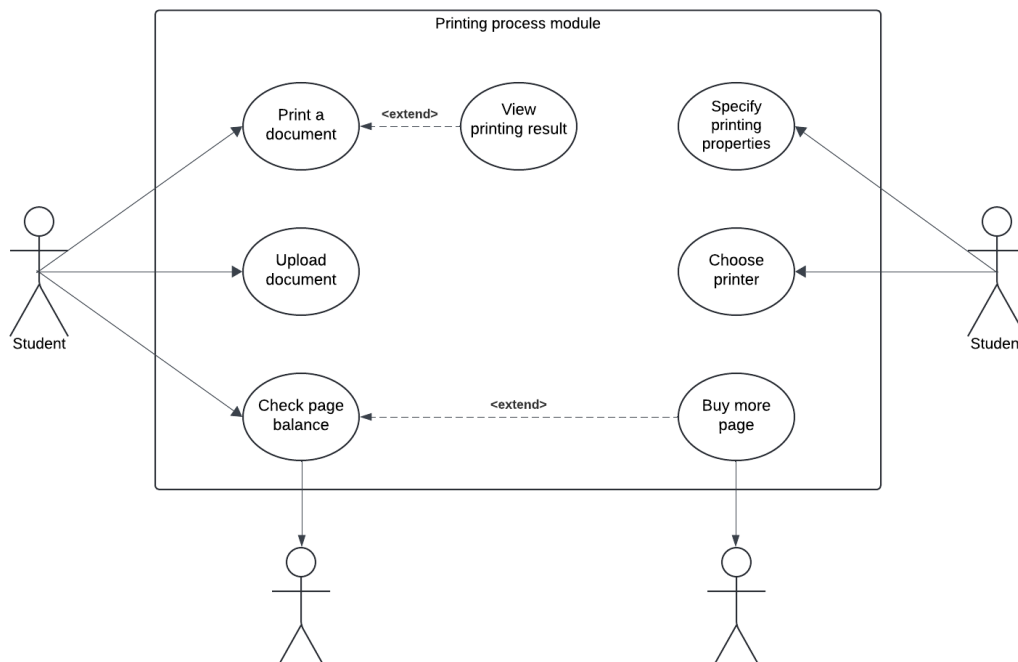 Printing process module
Print a
document
<extend>
View
printing result
Specify
printing
properties
Upload
document
Choose
printer
Student
Student
Check page
balance
<extend>
Buy more
page